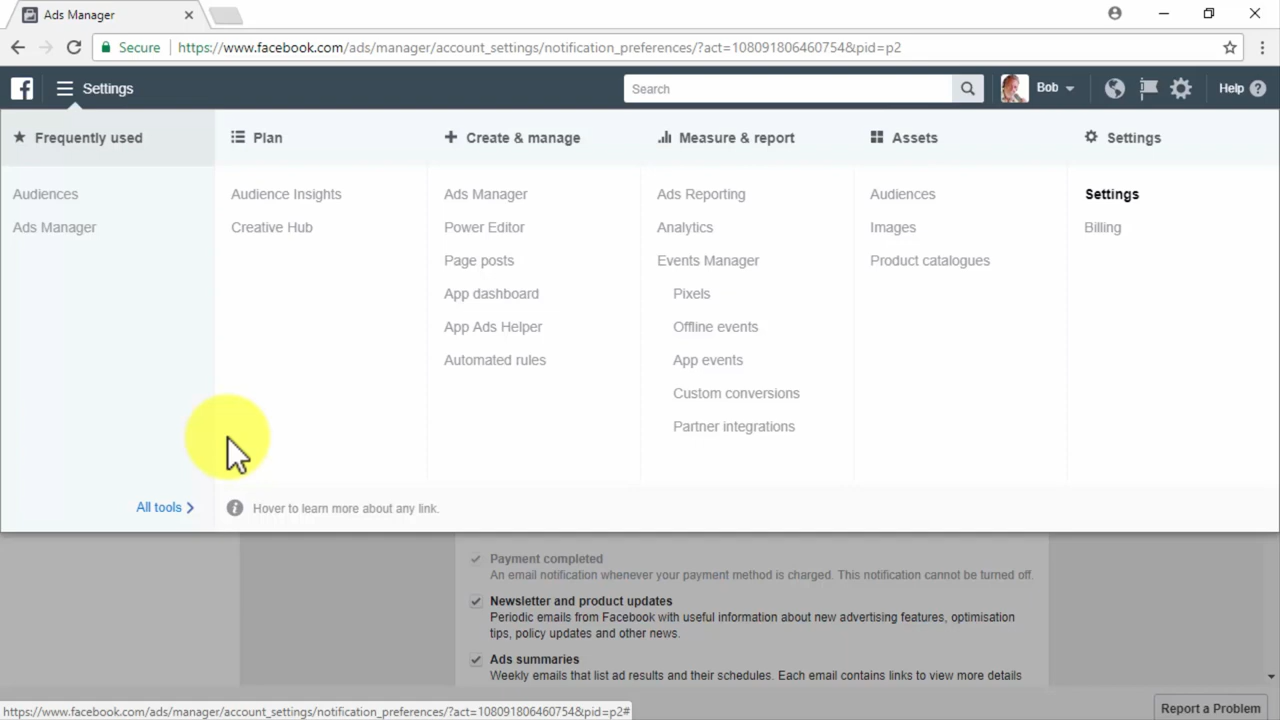 Ads Manager
Secure https://www.facebook.com/ads/manager/account_settings/notification_preferences/?act=108091806460754&pid=p2
Settings
Search
Bob
Help
Frequently used
Audiences
Ads Manager
All tools
Plan
Audience Insights
Creative Hub
Create & manage
Ads Manager
Power Editor
Page posts
App dashboard
App Ads Helper
Automated rules
Measure & report
Ads Reporting
Analytics
Events Manager
Pixels
Offline events
App events
Custom conversions
Partner integrations
Assets
Audiences
Images
Product catalogues
Settings
Settings
Billing
Hover to learn more about any link.
Payment completed
An email notification whenever your payment method is charged. This notification cannot be turned off.
Newsletter and product updates
Periodic emails from Facebook with useful information about new advertising features, optimisation
tips, policy updates and other news.
Ads summaries
Weekly emails that list ad results and their schedules. Each email contains links to view more details
https://www.facebook.com/ads/manager/account_settings/notification_preferences/?act=108091806460754&pid=p2#
Report a Problem